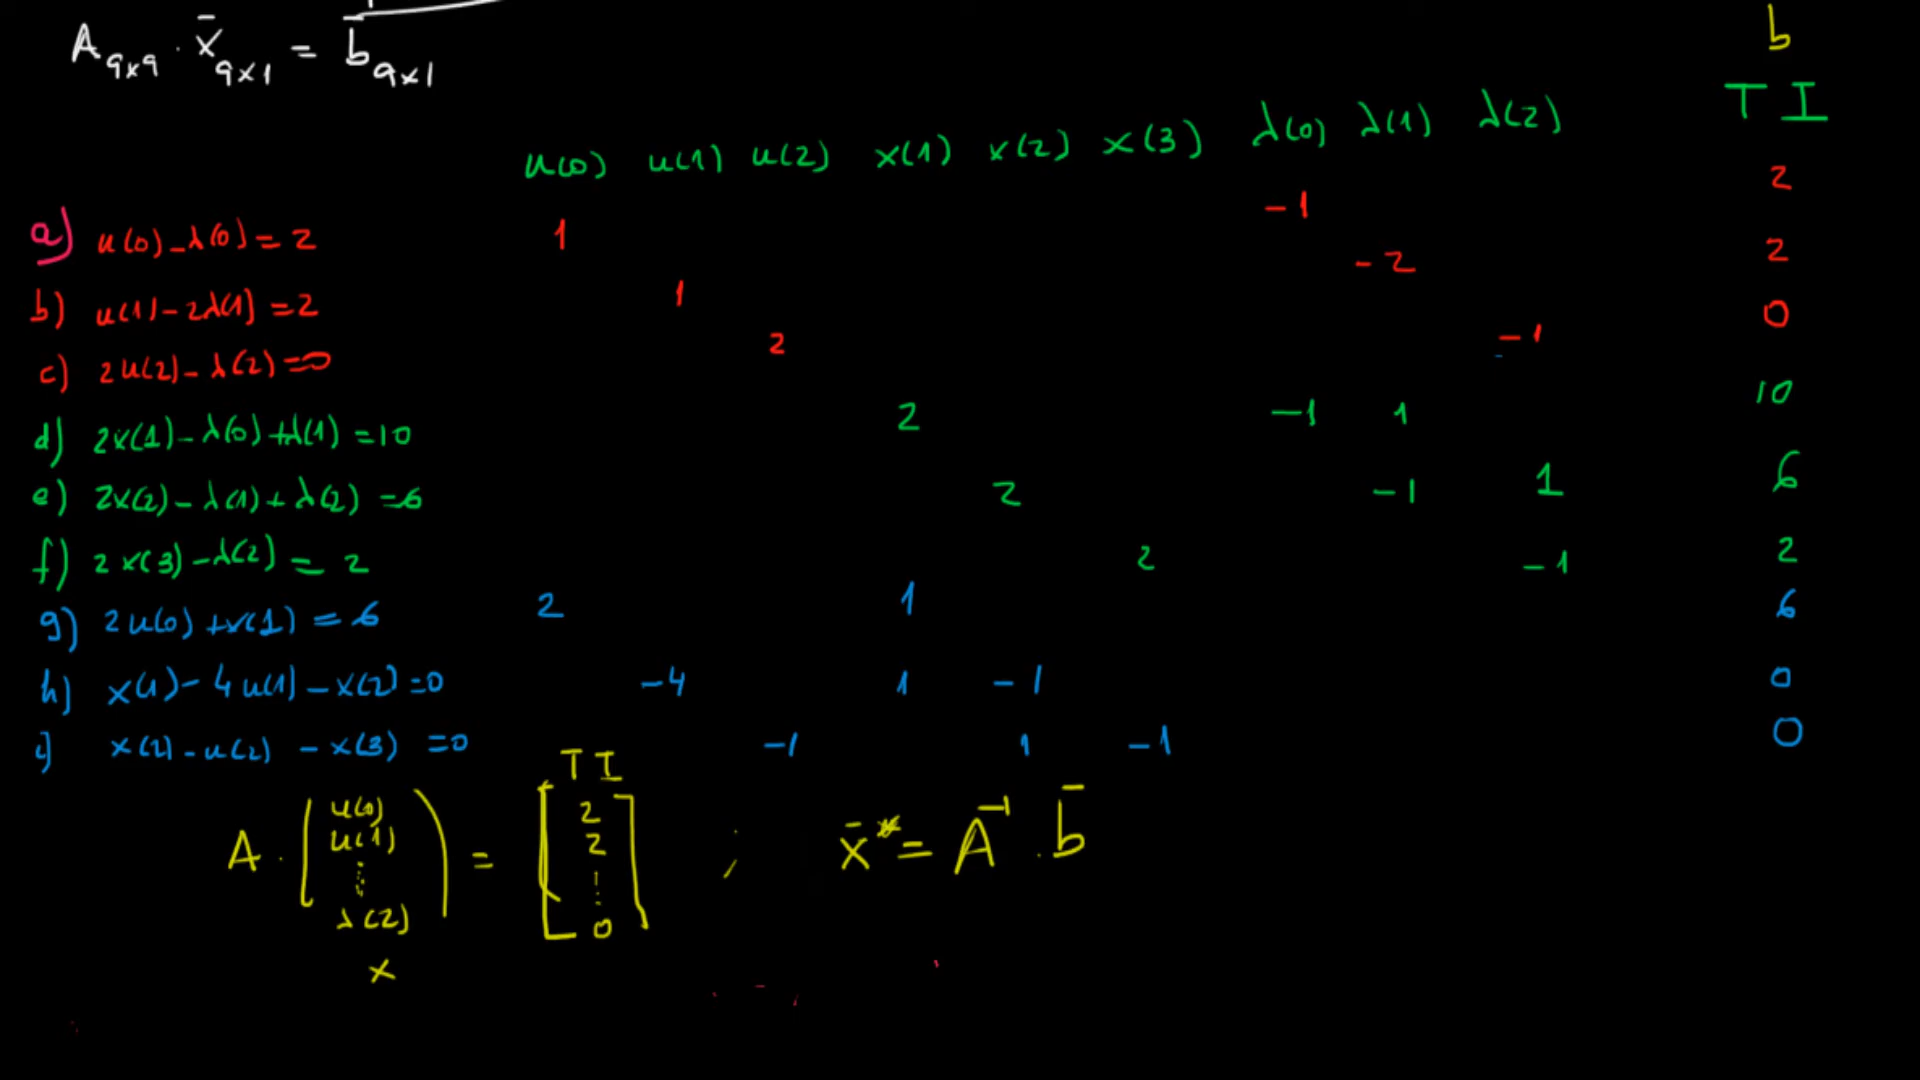 A9x9 . x̄9x1 = b̄9x1
b
TI
u(0) u(1) u(2) x(1) x(2) x(3) λ(0) λ(1) λ(2)
a) u(0) - λ(0) = 2 1 -1 2
b) u(1) - 2λ(1) = 2 1 -2 2
c) 2u(2) - λ(2) = 0 2 -1 0
d) 2x(1) - λ(0) + λ(1) = 10 2 -1 1 10
e) 2x(2) - λ(1) + λ(2) = 6 2 -1 1 6
f) 2x(3) - λ(2) = 2 2 -1 2
g) 2u(0) + x(1) = 6 2 1 6
h) x(1) - 4u(1) - x(2) = 0 -4 1 -1 0
i) x(2) - u(2) - x(3) = 0 -1 1 -1 0
TI
A . ( u(0) u(1) ⋮ λ(2) ) = [ 2 2 ⋮ 0 ] ; x̄* = A⁻¹ . b̄
x